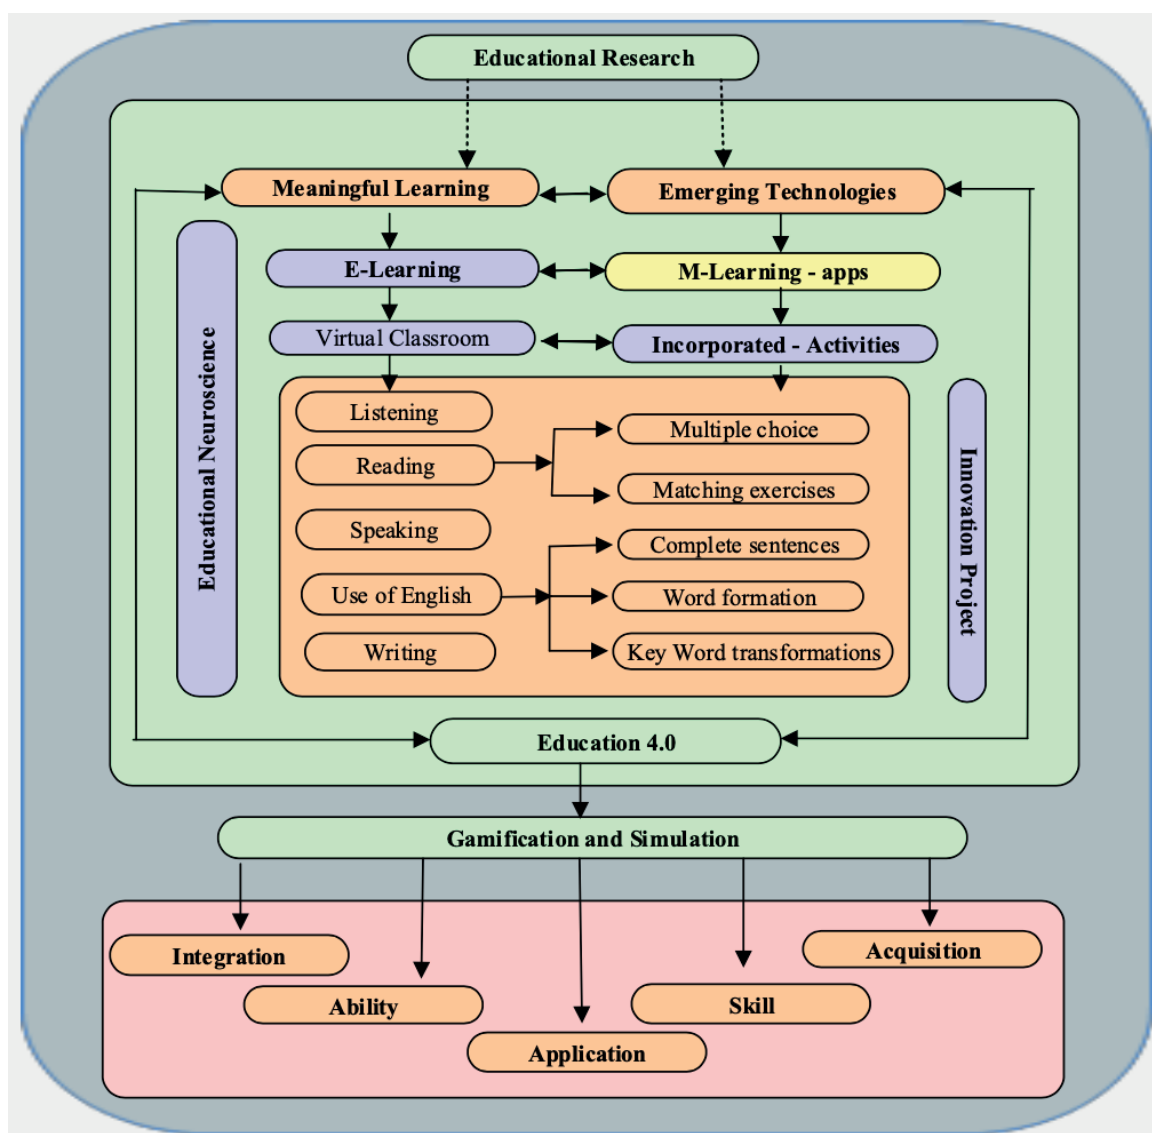 Educational Research
Meaningful Learning
Emerging Technologies
E-Learning
M-Learning - apps
Virtual Classroom
Incorporated - Activities
Educational Neuroscience
Listening
Reading
Speaking
Use of English
Writing
Multiple choice
Matching exercises
Complete sentences
Word formation
Key Word transformations
Innovation Project
Education 4.0
Gamification and Simulation
Integration
Ability
Application
Skill
Acquisition